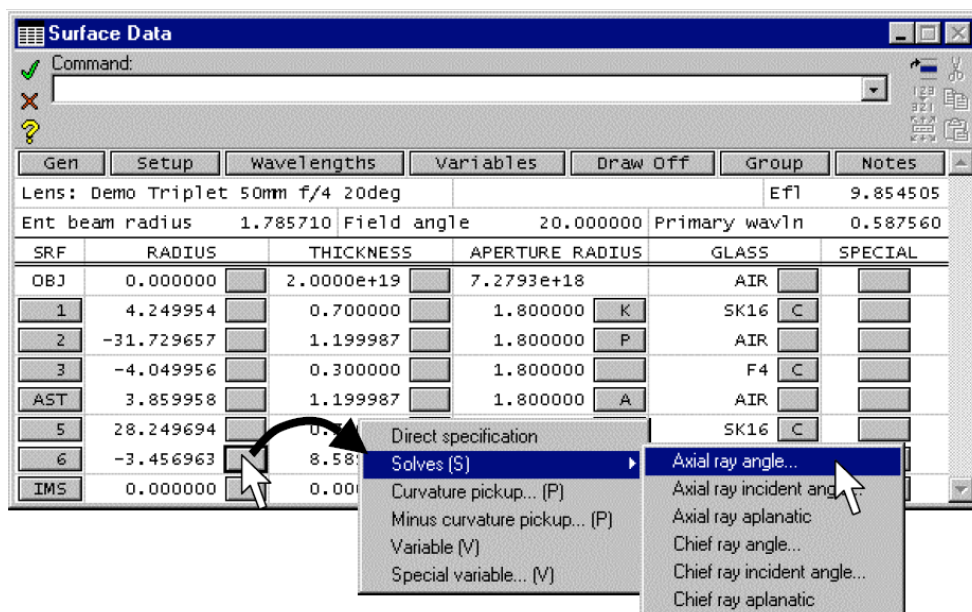 Surface Data
Command:
Gen Setup Wavelengths Variables Draw Off Group Notes
Lens: Demo Triplet 50mm f/4 20deg Efl 9.854505
Ent beam radius 1.785710 Field angle 20.000000 Primary wavln 0.587560
SRF RADIUS THICKNESS APERTURE RADIUS GLASS SPECIAL
OBJ 0.000000 2.0000e+19 7.2793e+18 AIR
1 4.249954 0.700000 1.800000 K SK16 C
2 -31.729657 1.199987 1.800000 P AIR
3 -4.049956 0.300000 1.800000 F4 C
AST 3.859958 1.199987 1.800000 A AIR
5 28.249694 SK16 C
6 -3.456963
IMS 0.000000
Direct specification
Solves (S)
Curvature pickup... (P)
Minus curvature pickup... (P)
Variable (V)
Special variable... (V)
Axial ray angle...
Axial ray incident
Axial ray aplanatic
Chief ray angle...
Chief ray incident angle...
Chief ray aplanatic